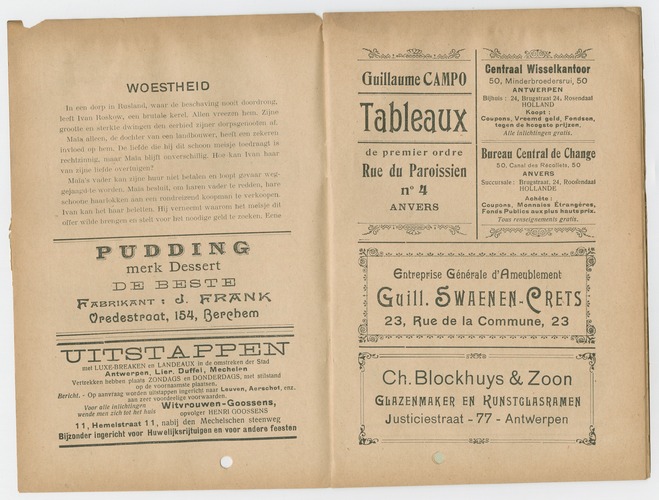 WOESTHEID
In een dorp in Rusland, waar de beschaving nooit doordrong,
leeft Ivan Roskow, een brutale kerel. Allen vreezen hem. Zijne
grootte en sterkte dwingen den eerbied zijner dorpsgenooten af.
Maia alleen, de dochter van een landbouwer, heeft een zekeren
invloed op hem. De liefde die hij dit schoon meisje toedraagt is
rechtzinnig, maar Maia blijft onverschillig. Hoe kan Ivan haar
van zijne liefde overtuigen?
Maia's vader kan zijne huur niet betalen en loopt gevaar weg-
gejaagd te worden. Maia besluit, om haren vader te redden, hare
schoone haarlokken aan een rondreizend koopman te verkoopen.
Ivan kan het haar beletten. Hij verneemt waarom het meisje dit
offer wilde brengen en stelt voor het noodige geld te zoeken. Eene
PUDDING
merk Dessert
DE BESTE
FABRIKANT : J. FRANK
Vredestraat, 154, Berchem
UITSTAPPEN
met LUXE-BREAKEN en LANDEAUX in de omstreken der Stad
Antwerpen, Lier, Duffel, Mechelen
Vertrekken hebben plaats ZONDAGS en DONDERDAGS, met stilstand
op de voornaamste plaatsen.
Bericht. - Op aanvraag worden uitstappen ingericht naar Leuven, Aerschot, enz.
aan zeer voordeelige voorwaarden.
Voor alle inlichtingen
wende men zich tot het huis
Witvrouwen-Goossens,
opvolger HENRI GOOSSENS
11, Hemelstraat 11, nabij den Mechelschen steenweg
Bijzonder ingericht voor Huwelijksrijtuigen en voor andere feesten
Guillaume CAMPO
Tableaux
de premier ordre
Rue du Paroissien
n° 4
ANVERS
Centraal Wisselkantoor
50, Minderbroedersrui, 50
ANTWERPEN
Bijhuis : 24, Brugstraat 24, Rosendaal
HOLLAND
Koopt :
Coupons, Vreemd geld, Fondsen,
tegen de hoogste prijzen.
Alle inlichtingen gratis.
Bureau Central de Change
50, Canal des Récollets, 50
ANVERS
Succursale : Brugstraat, 24, Roosendaal
HOLLANDE
Achète :
Coupons, Monnaies Étrangères,
Fonds Publics aux plus hauts prix.
Tous renseignements gratis.
Entreprise Générale d'Ameublement
Guill. SWAENEN-CRETS
23, Rue de la Commune, 23
Ch. Blockhuys & Zoon
GLAZENMAKER EN KUNSTGLASRAMEN
Justiciestraat - 77 - Antwerpen